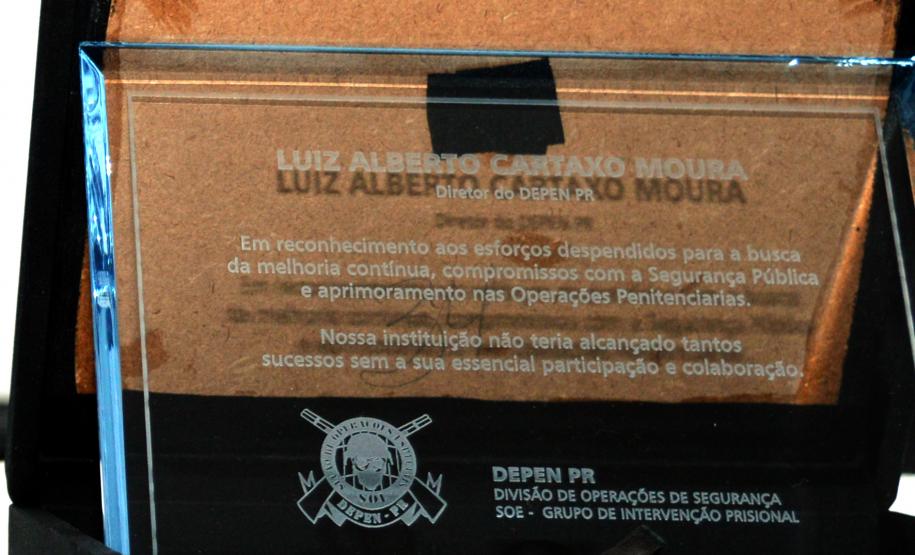 LUIZ ALBERTO CARTAXO MOURA
Diretor do DEPEN PR
Em reconhecimento aos esforços despendidos para a busca
da melhoria contínua, compromissos com a Segurança Pública
e aprimoramento nas Operações Penitenciarias.
Nossa instituição não teria alcançado tantos
sucessos sem a sua essencial participação e colaboração.
SOE
DEPEN - PR
DEPEN PR
DIVISÃO DE OPERAÇÕES DE SEGURANÇA
SOE - GRUPO DE INTERVENÇÃO PRISIONAL